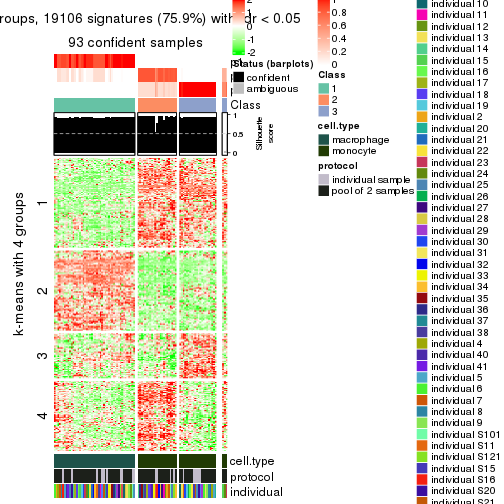 roups, 19106 signatures (75.9%) with fdr < 0.05
93 confident samples
2
1
0
-1
-2
0.8
0.6
0.4
0.2
0
Status (barplots)
confident
ambiguous
Class
1
2
3
cell.type
macrophage
monocyte
protocol
individual sample
pool of 2 samples
Class
1
0.5
0
Silhouette
score
k-means with 4 groups
1
2
3
4
cell.type
protocol
individual
individual 10
individual 11
individual 12
individual 13
individual 14
individual 15
individual 16
individual 17
individual 18
individual 19
individual 2
individual 20
individual 21
individual 22
individual 23
individual 24
individual 25
individual 26
individual 27
individual 28
individual 29
individual 30
individual 31
individual 32
individual 33
individual 34
individual 35
individual 36
individual 37
individual 38
individual 4
individual 40
individual 41
individual 5
individual 6
individual 7
individual 8
individual 9
individual S101
individual S11
individual S121
individual S15
individual S16
individual S20
individual S21